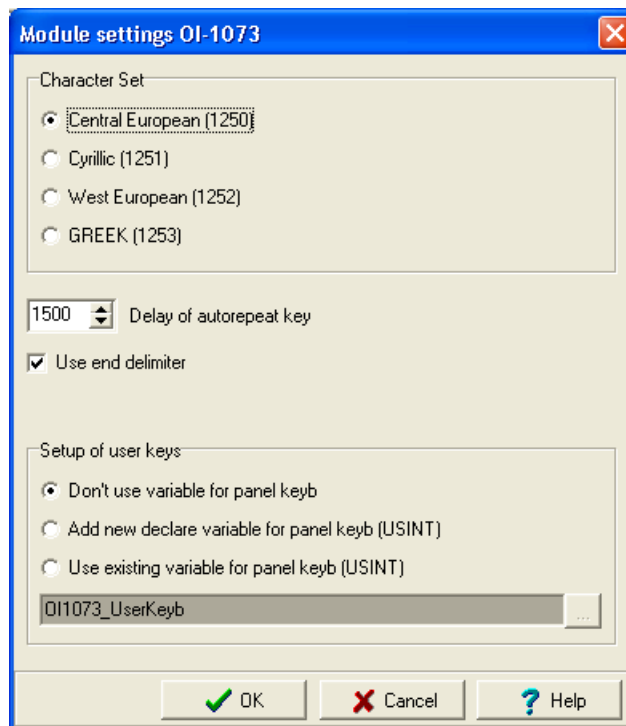 Module settings OI-1073
Character Set
Central European (1250)
Cyrillic (1251)
West European (1252)
GREEK (1253)
1500 Delay of autorepeat key
Use end delimiter
Setup of user keys
Don't use variable for panel keyb
Add new declare variable for panel keyb (USINT)
Use existing variable for panel keyb (USINT)
OI1073_UserKeyb ...
OK Cancel ? Help